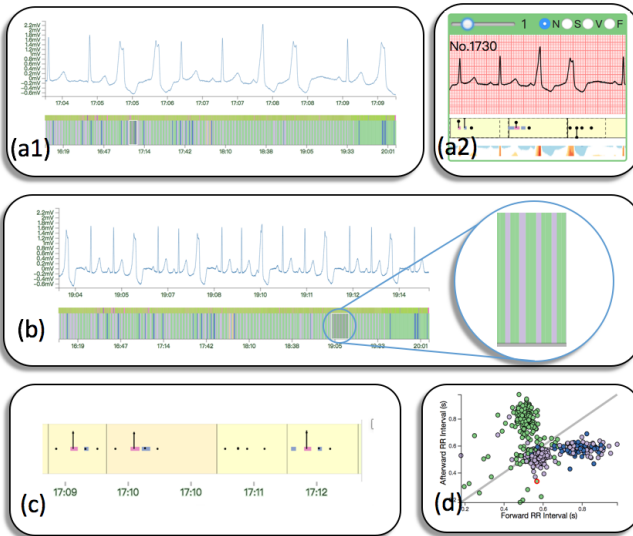 2.2mV
2mV
1.8mV
1.6mV
1.4mV
1.2mV
1mV
0.8mV
0.6mV
0.4mV
0.2mV
0mV
-0.2mV
-0.4mV
-0.6mV
17:04 17:05 17:05 17:06 17:07 17:08 17:08 17:09
16:19 16:47 17:14 17:42 18:10 18:38 19:05 19:33 20:01
(a1)
1 N S V F
No.1730
(a2)
2.2mV
2mV
1.8mV
1.6mV
1.4mV
1.2mV
1mV
0.8mV
0.6mV
0.4mV
0.2mV
0mV
-0.2mV
-0.4mV
-0.6mV
19:04 19:05 19:07 19:08 19:10 19:11 19:12 19:14
16:19 16:47 17:14 17:42 18:10 18:38 19:05 20:01
(b)
17:09 17:10 17:10 17:11 17:12
(c)
Afterward RR Interval (s)
0.8
0.6
0.4
0.2 0.4 0.6 0.8
Forward RR Interval (s)
(d)